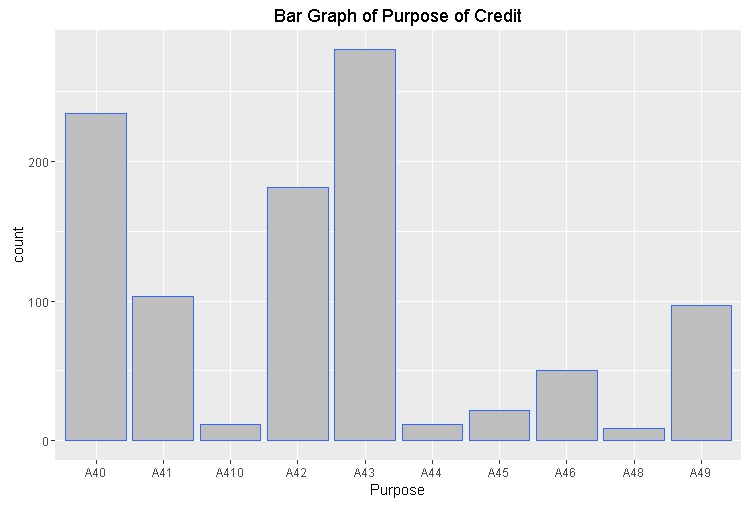 Bar Graph of Purpose of Credit
count
200
100
0
A40 A41 A410 A42 A43 A44 A45 A46 A48 A49
Purpose